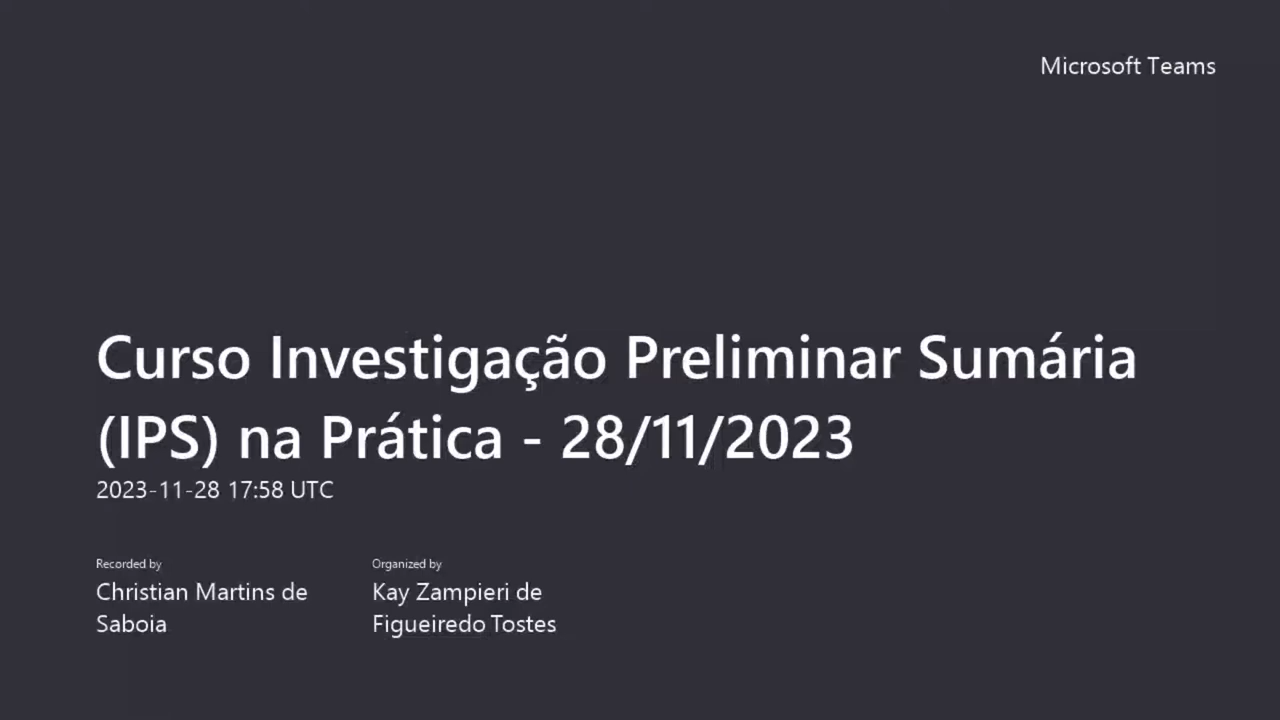 Microsoft Teams
Curso Investigação Preliminar Sumária
(IPS) na Prática - 28/11/2023
2023-11-28 17:58 UTC
Recorded by
Christian Martins de
Saboia
Organized by
Kay Zampieri de
Figueiredo Tostes